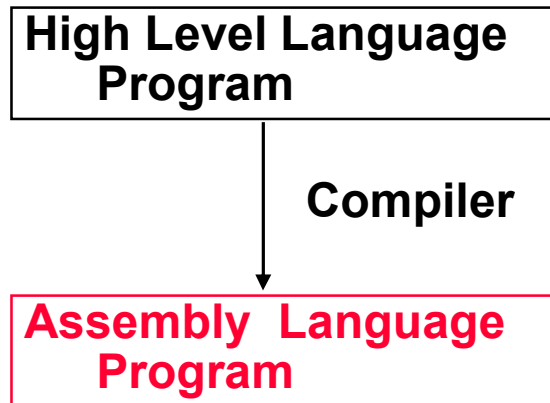 High Level Language
Program
Compiler
Assembly Language
Program